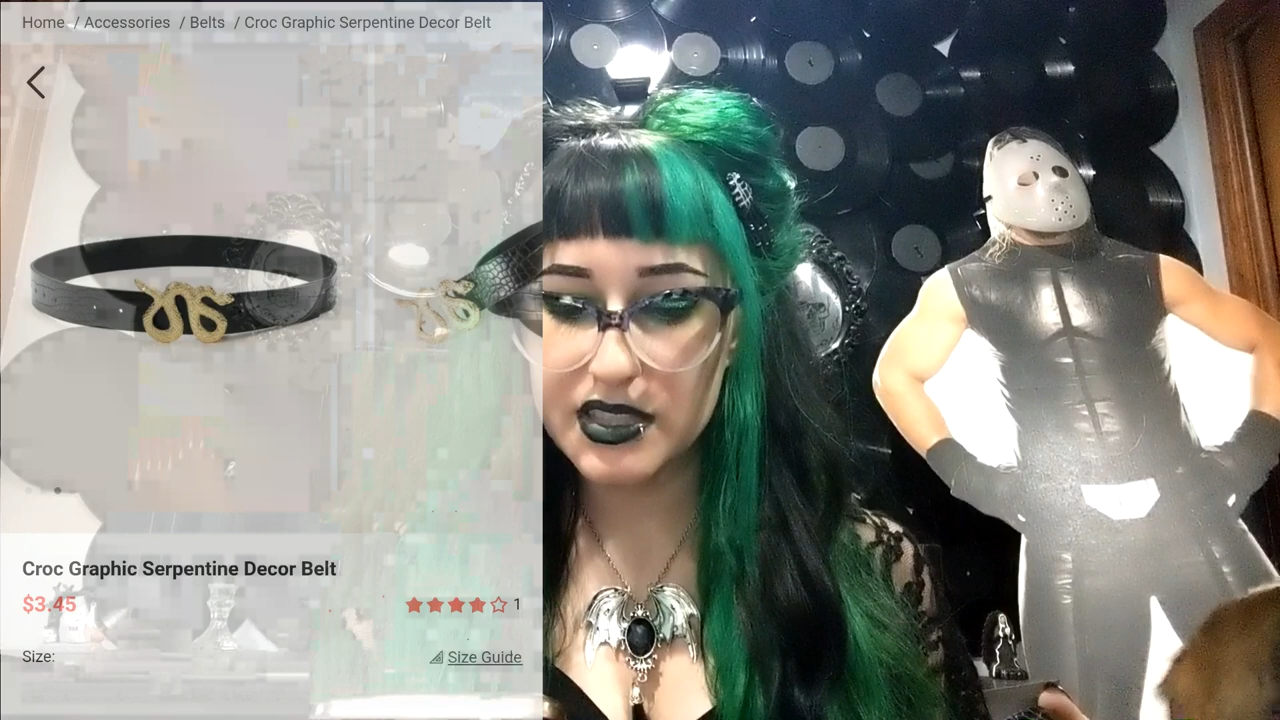 Home / Accessories / Belts / Croc Graphic Serpentine Decor Belt
Croc Graphic Serpentine Decor Belt
$3.45
1
Size:
Size Guide